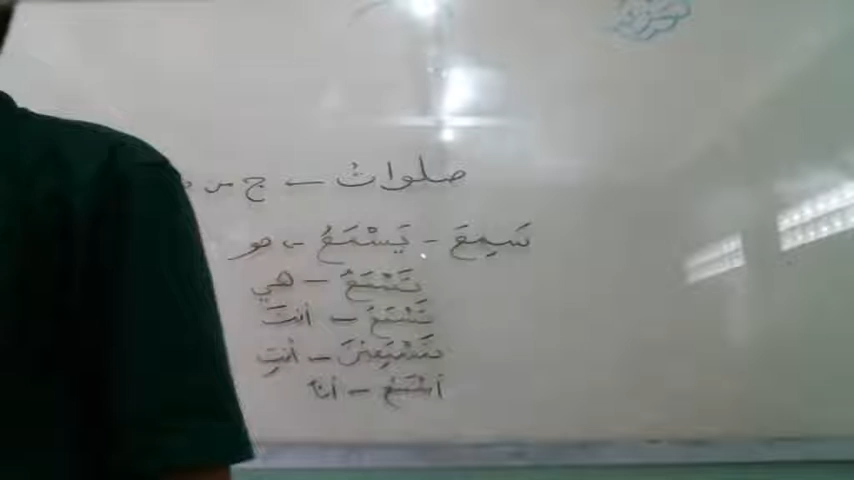 صلوات – ج س
سَمِعَ - يَسْمَعُ - هو
تَسْمَعُ – هي
تَسْمَعُ – أنتَ
تَسْمَعِيْنَ – أنتِ
أَسْمَعُ – أنا